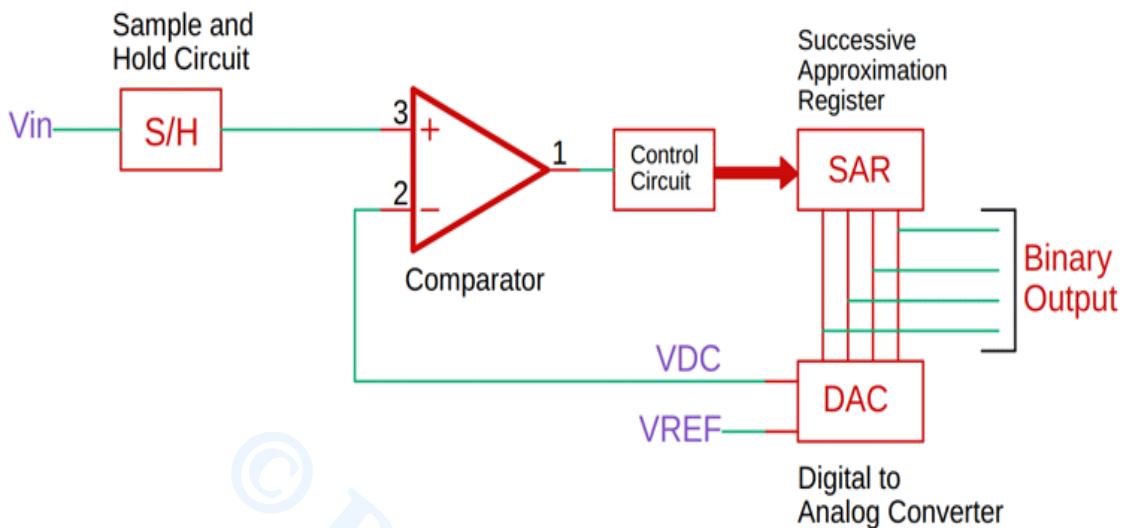 Sample and
Hold Circuit
Successive
Approximation
Register
Vin
S/H
3
+
2
−
1
Comparator
Control
Circuit
SAR
Binary
Output
VDC
VREF
DAC
Digital to
Analog Converter
©